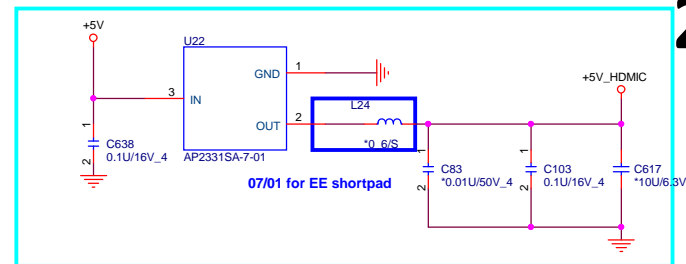 +5V
2
U22
GND
1
+5V_HDMIC
L24
3
IN
OUT
2
*0_6/S
1
C638
0.1U/16V_4
2
AP2331SA-7-01
1
C83
*0.01U/50V_4
2
1
C103
0.1U/16V_4
2
C617
*10U/6.3V
07/01 for EE shortpad